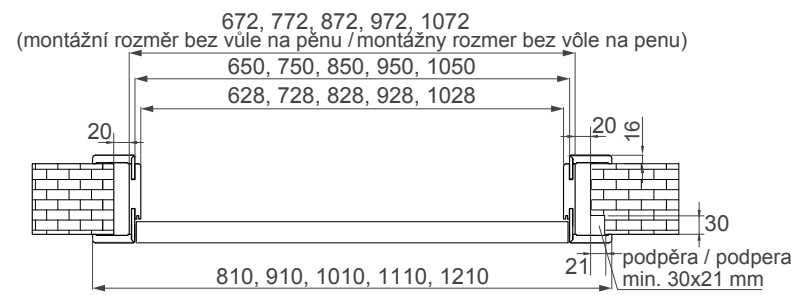 672, 772, 872, 972, 1072
(montážní rozměr bez vůle na pěnu / montážny rozmer bez vôle na penu)
650, 750, 850, 950, 1050
628, 728, 828, 928, 1028
20
20
16
30
21
podpěra / podpera
min. 30x21 mm
810, 910, 1010, 1110, 1210